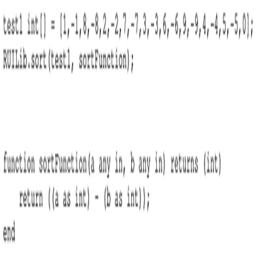 test1 int[] = [1,-1,8,-8,2,-2,7,-7,3,-3,6,-6,9,-9,4,-4,5,-5,0];
RUILib.sort(test1, sortFunction);
function sortFunction(a any in, b any in) returns (int)
return ((a as int) - (b as int));
end